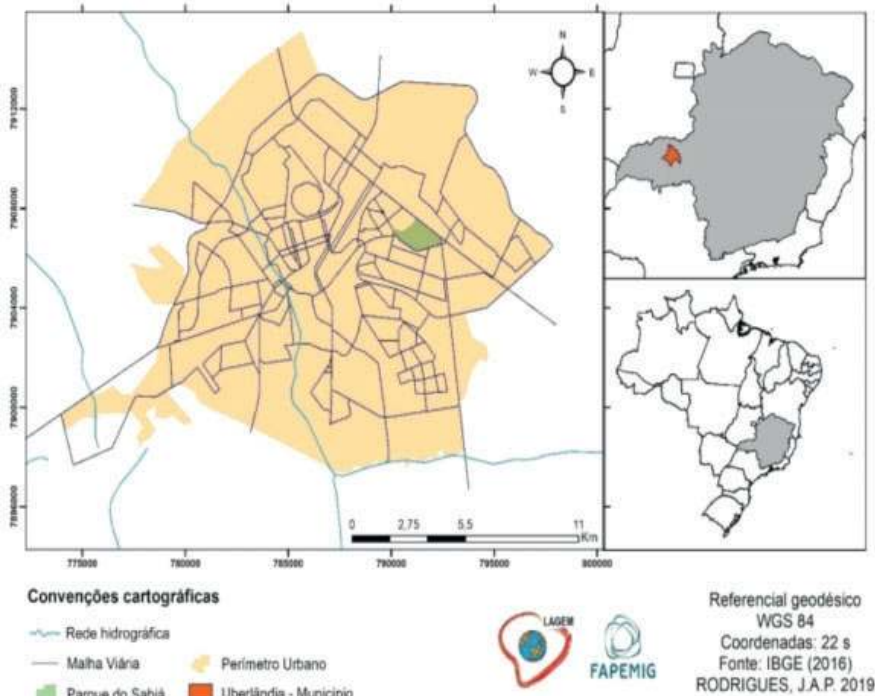 N
W E
S
7912000
7908000
7904000
7900000
7896000
0 2.75 5.5 11
Km
775000 780000 785000 790000 795000 800000
Convenções cartográficas
Rede hidrográfica
Malha Viária
Perímetro Urbano
Parque do Sabiá
Uberlândia - Município
LAGEM
FAPEMIG
Referencial geodésico
WGS 84
Coordenadas: 22 s
Fonte: IBGE (2016)
RODRIGUES, J.A.P. 2019